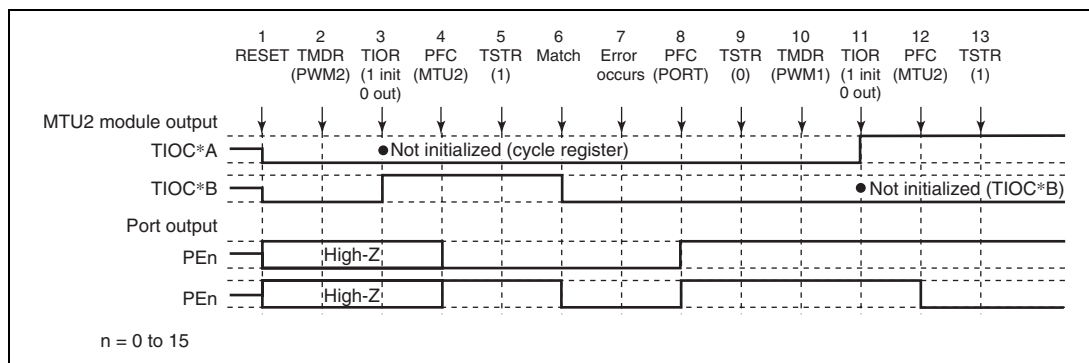 1 2 3 4 5 6 7 8 9 10 11 12 13
RESET TMDR TIOR PFC TSTR Match Error PFC TSTR TMDR TIOR PFC TSTR
(PWM2) (1 init (MTU2) (1) occurs (PORT) (0) (PWM1) (1 init (MTU2) (1)
0 out) 0 out)
MTU2 module output
TIOC*A ●Not initialized (cycle register)
TIOC*B ●Not initialized (TIOC*B)
Port output
PEn High-Z
PEn High-Z
n = 0 to 15